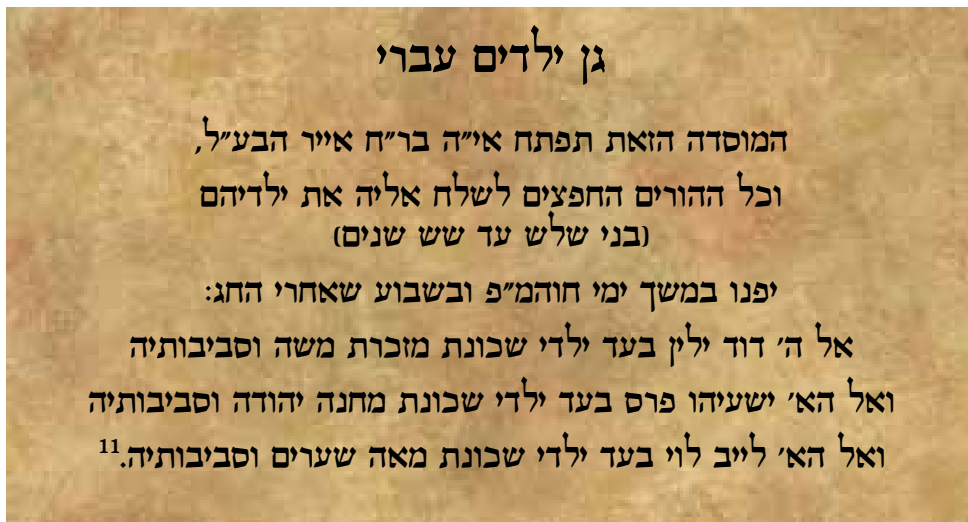 גן ילדים עברי
המוסדה הזאת תפתח אי״ה בר״ח אייר הבע״ל,
וכל ההורים החפצים לשלח אליה את ילדיהם
(בני שלש עד שש שנים)
יפנו במשך ימי חוהמ״פ ובשבוע שאחרי החג:
אל ה׳ דוד ילין בעד ילדי שכונת מזכרת משה וסביבותיה
ואל הא׳ ישעיהו פרס בעד ילדי שכונת מחנה יהודה וסביבותיה
ואל הא׳ לייב לוי בעד ילדי שכונת מאה שערים וסביבותיה.11